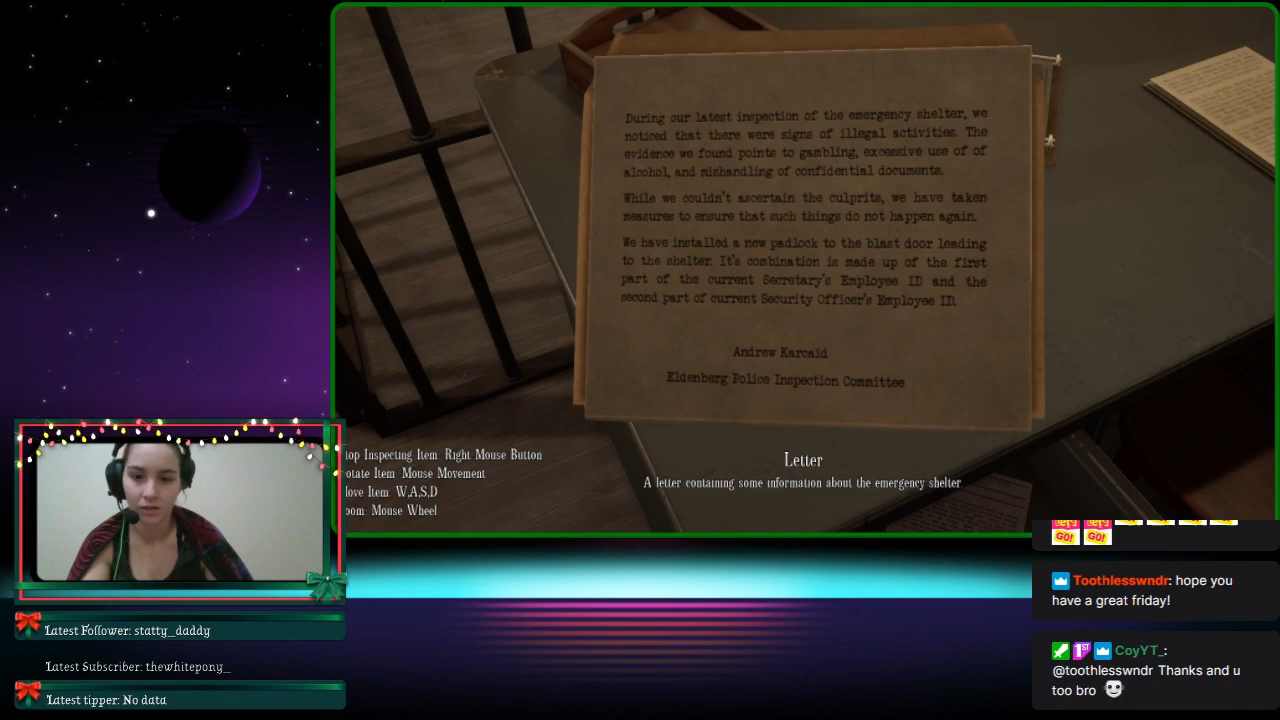 During our latest inspection of the emergency shelter, we
noticed that there were signs of illegal activities. The
evidence we found points to gambling, excessive use of of
alcohol, and mishandling of confidential documents.
While we couldn't ascertain the culprits, we have taken
measures to ensure that such things do not happen again.
We have installed a new padlock to the blast door leading
to the shelter. It's combination is made up of the first
part of the current Secretary's Employee ID and the
second part of current Security Officer's Employee ID.
Andrew Karcaid
Eldenberg Police Inspection Committee
top Inspecting Item: Right Mouse Button
otate Item: Mouse Movement
ove Item: W,A,S,D
oom: Mouse Wheel
Letter
A letter containing some information about the emergency shelter
GO! GO!
Toothlesswndr: hope you
have a great friday!
1ST CoyYT_:
@toothlesswndr Thanks and u
too bro
Latest Follower: statty_daddy
Latest Subscriber: thewhitepony_
Latest tipper: No data